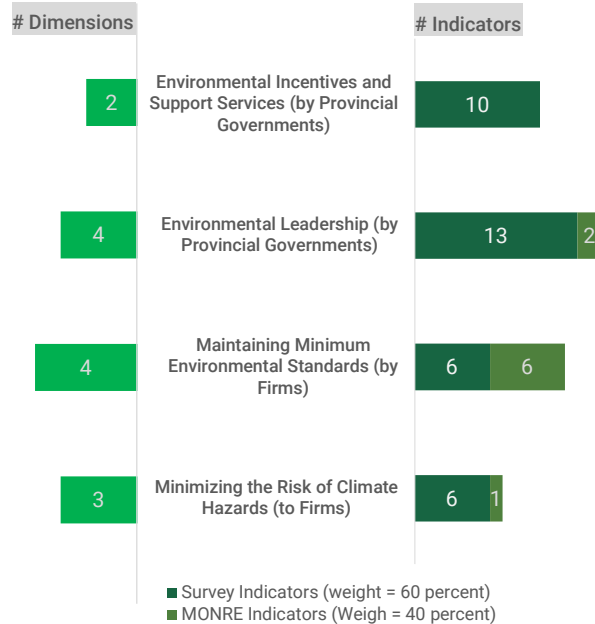 # Dimensions
# Indicators
2
Environmental Incentives and
Support Services (by Provincial
Governments)
10
4
Environmental Leadership (by
Provincial Governments)
13
2
4
Maintaining Minimum
Environmental Standards (by
Firms)
6
6
3
Minimizing the Risk of Climate
Hazards (to Firms)
6
1
Survey Indicators (weight = 60 percent)
MONRE Indicators (Weigh = 40 percent)